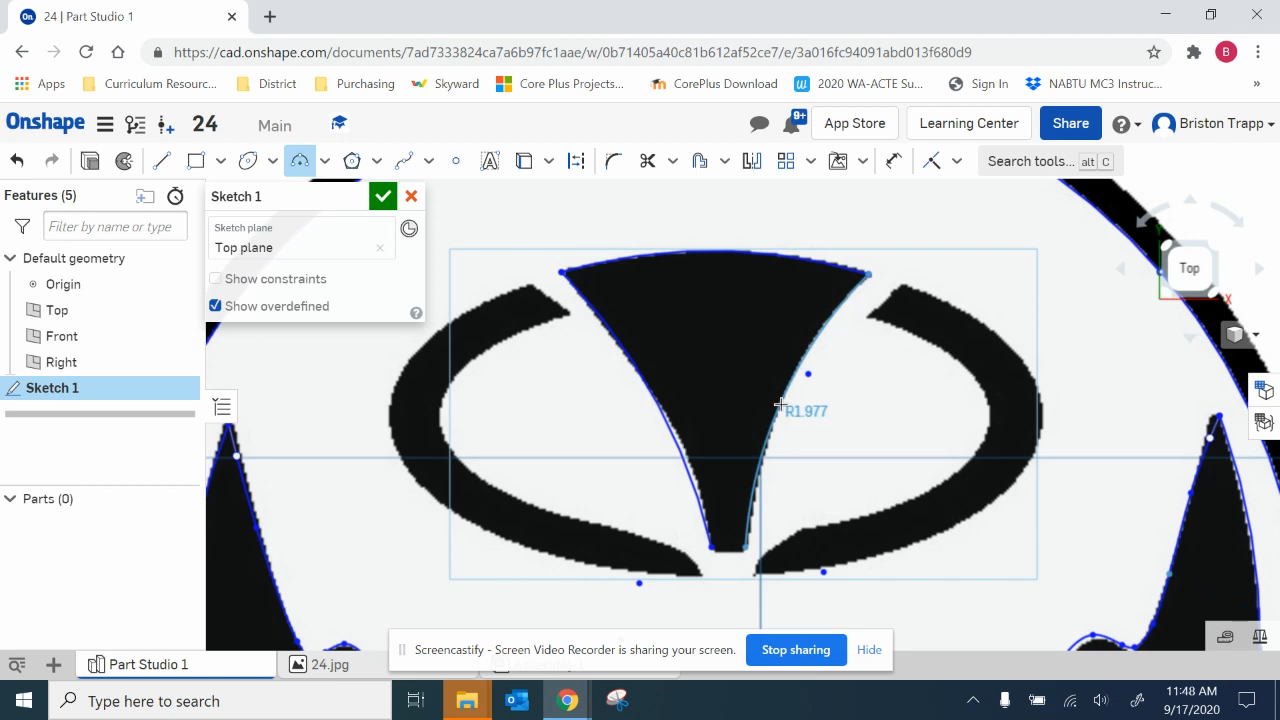 24 | Part Studio 1
https://cad.onshape.com/documents/7ad7333824ca7a6b97fc1aae/w/0b71405a40c81b612af52ce7/e/3a016fc94091abd013f680d9
B
Apps Curriculum Resourc... District Purchasing Skyward Core Plus Projects... CorePlus Download 2020 WA-ACTE Su... Sign In NABTU MC3 Instruc... »
Onshape 24 Main 9+ App Store Learning Center Share Briston Trapp
Search tools... alt C
Features (5)
Filter by name or type
Default geometry
Origin
Top
Front
Right
Sketch 1
Parts (0)
Sketch 1
Sketch plane
Top plane
Show constraints
Show overdefined
Top
X
R1.977
Screencastify - Screen Video Recorder is sharing your screen. Stop sharing Hide
Part Studio 1 24.jpg
Type here to search
11:48 AM
9/17/2020